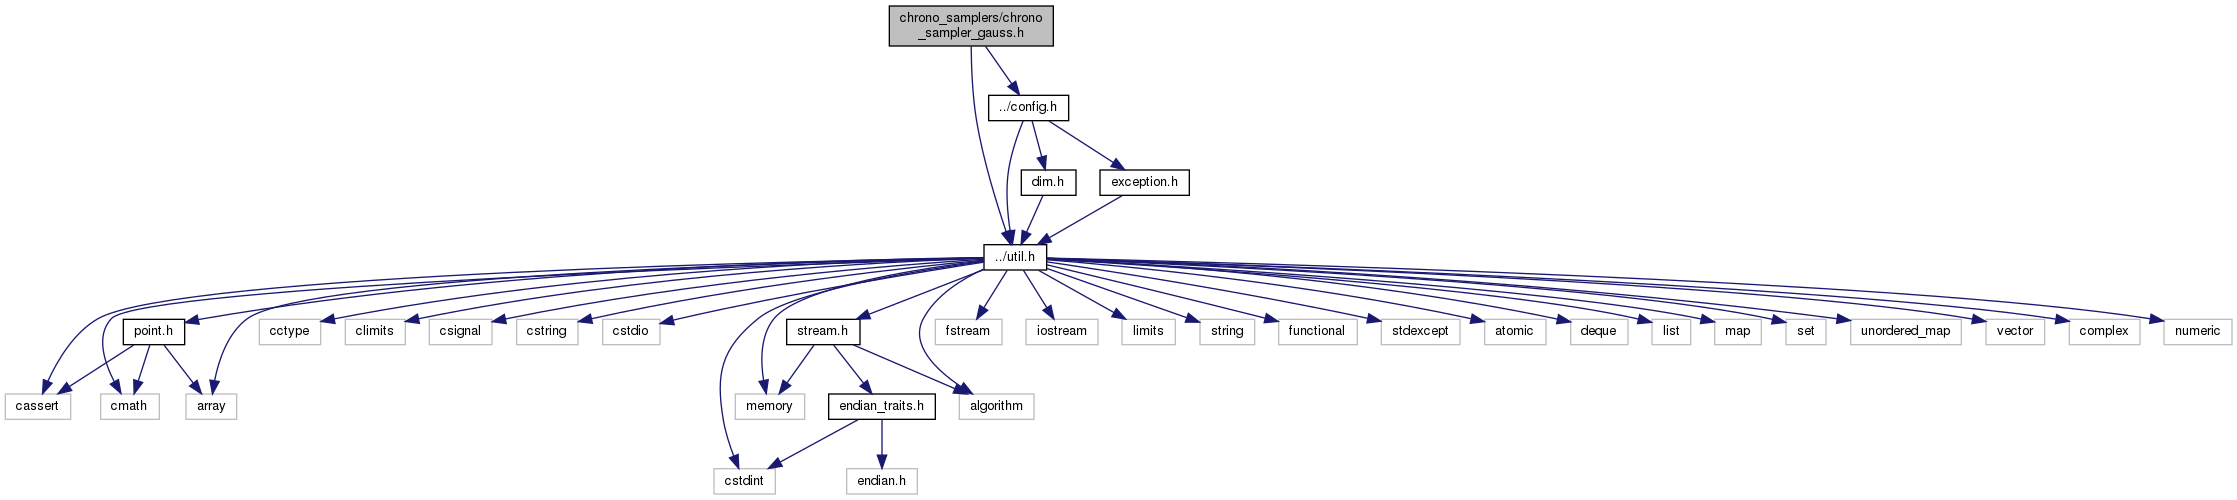 chrono_samplers/chrono
_sampler_gauss.h
../config.h
dim.h
exception.h
../util.h
point.h
cctype
climits
csignal
cstring
cstdio
stream.h
fstream
iostream
limits
string
functional
stdexcept
atomic
deque
list
map
set
unordered_map
vector
complex
numeric
cassert
cmath
array
memory
endian_traits.h
algorithm
cstdint
endian.h